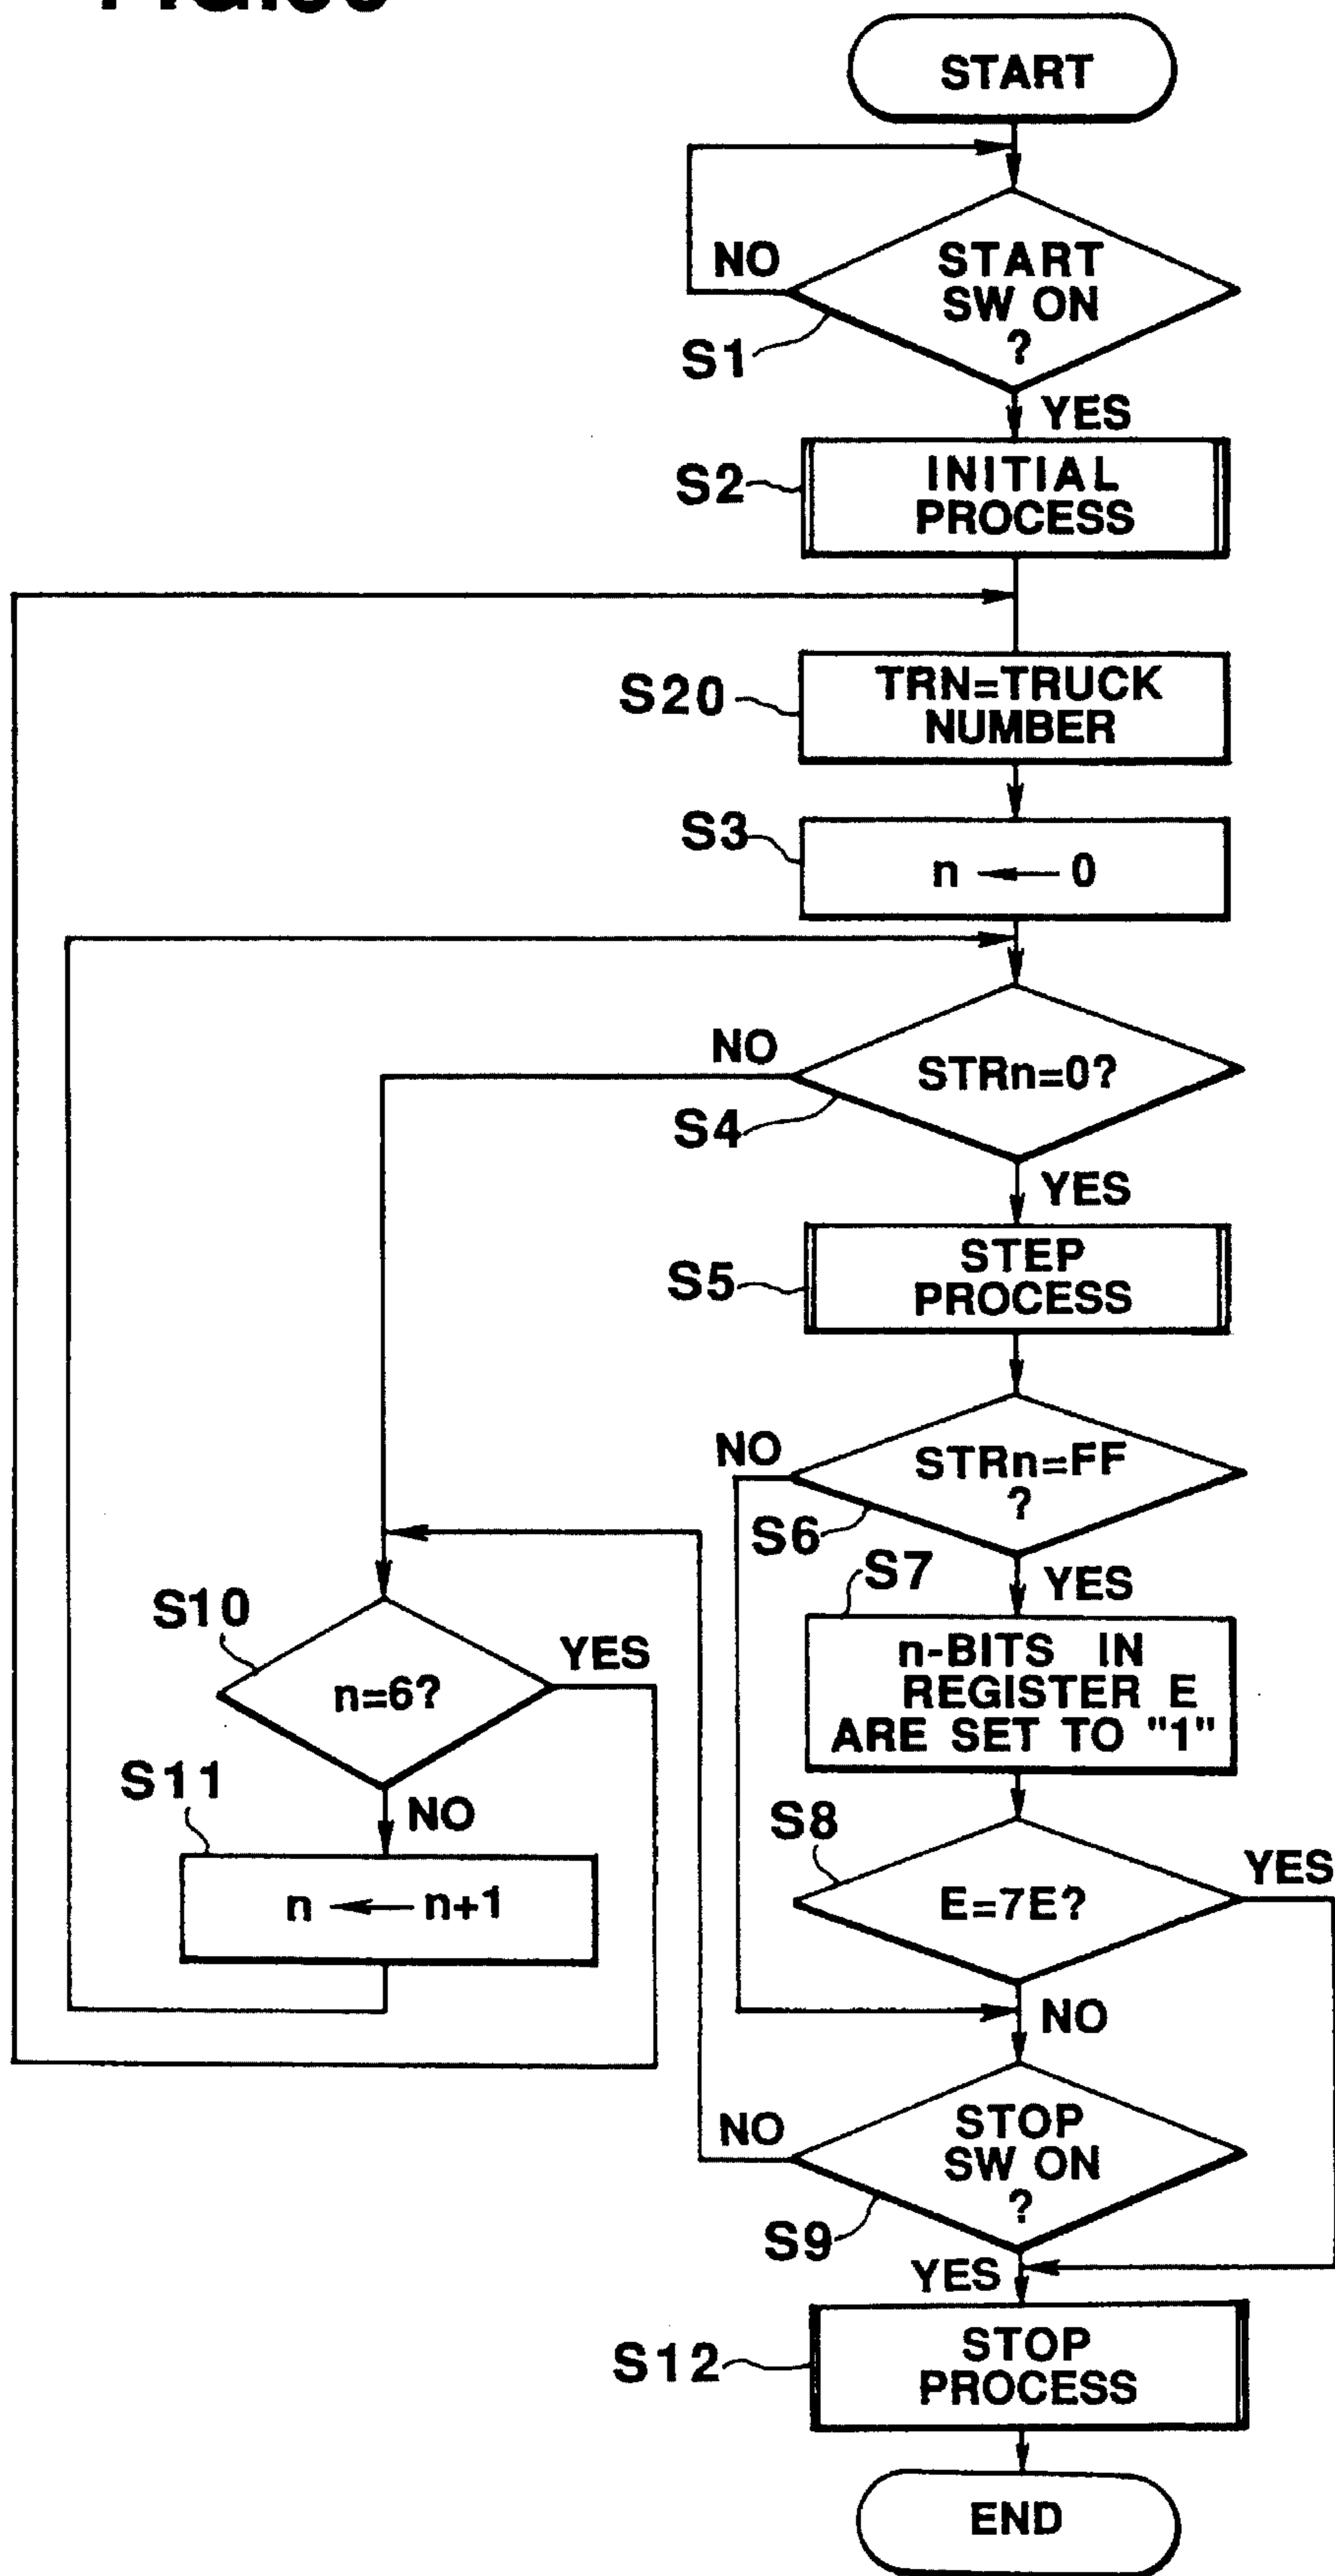 START
START
SW ON
?
NO
S1
YES
INITIAL
PROCESS
S2
TRN=TRUCK
NUMBER
S20
S3
n ← 0
NO
STRn=0?
S4
YES
STEP
PROCESS
S5
NO
STRn=FF
?
S6
S7
YES
n-BITS IN
REGISTER E
ARE SET TO "1"
S10
n=6?
YES
S11
NO
n ← n+1
S8
E=7E?
YES
NO
NO
STOP
SW ON
?
S9
YES
STOP
PROCESS
S12
END